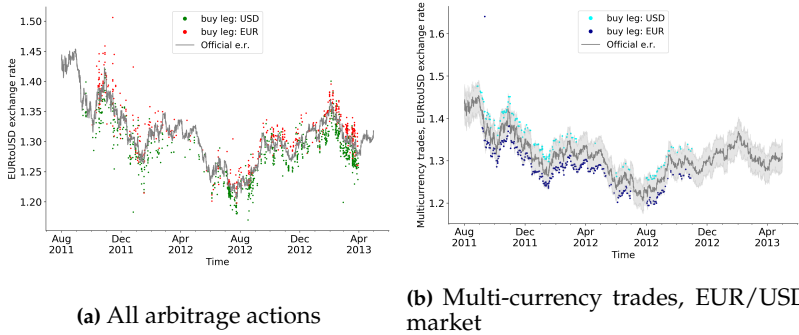 buy leg: USD
buy leg: EUR
Official e.r.
EURtoUSD exchange rate
1.50
1.45
1.40
1.35
1.30
1.25
1.20
Aug
2011
Dec
2011
Apr
2012
Aug
2012
Dec
2012
Apr
2013
Time
(a) All arbitrage actions
buy leg: USD
buy leg: EUR
Official e.r.
Multicurrency trades, EURtoUSD exchange rate
1.6
1.5
1.4
1.3
1.2
Aug
2011
Dec
2011
Apr
2012
Aug
2012
Dec
2012
Apr
2013
Time
(b) Multi-currency trades, EUR/USD
market